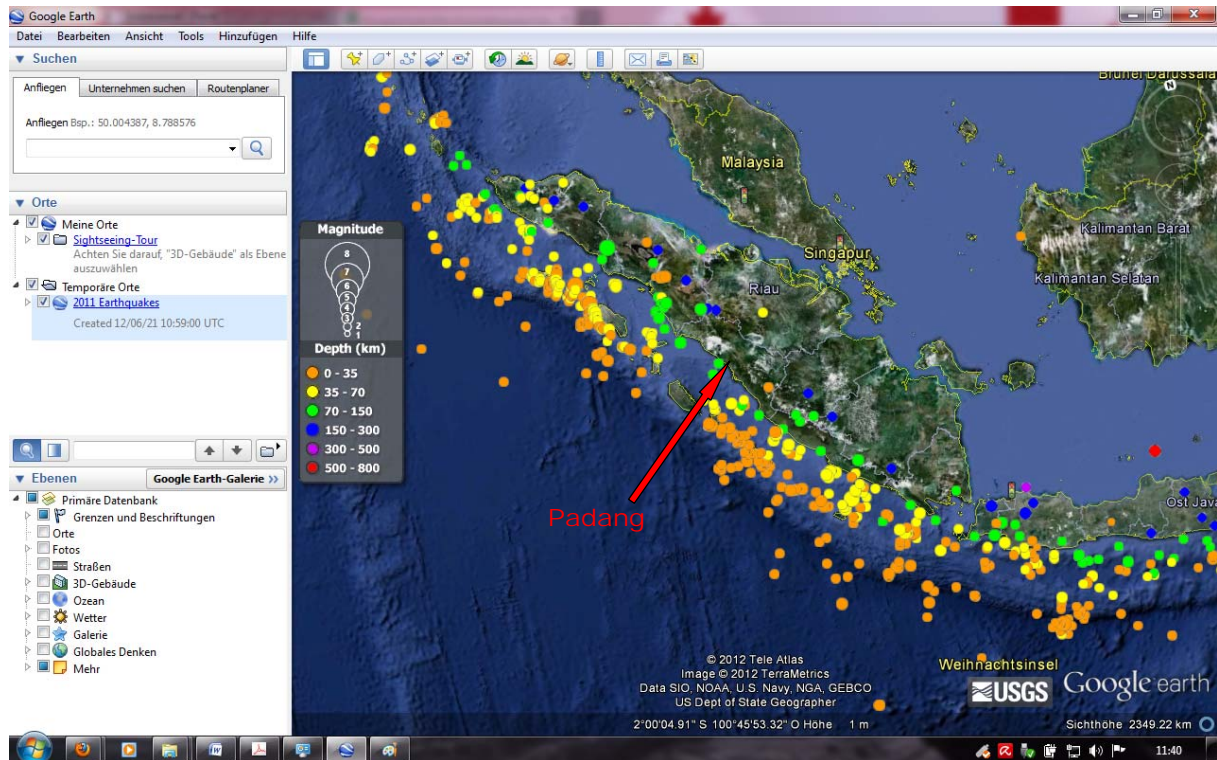 Google Earth
Datei Bearbeiten Ansicht Tools Hinzufügen Hilfe
Suchen
Anfliegen Unternehmen suchen Routenplaner
Anfliegen Bsp.: 50.004387, 8.788576
Orte
Meine Orte
Sightseeing-Tour
Achten Sie darauf, "3D-Gebäude" als Ebene
auszuwählen
Temporäre Orte
2011 Earthquakes
Created 12/06/21 10:59:00 UTC
Ebenen Google Earth-Galerie >>
Primäre Datenbank
Grenzen und Beschriftungen
Orte
Fotos
Straßen
3D-Gebäude
Ozean
Wetter
Galerie
Globales Denken
Mehr
Magnitude
8
7
6
5
4
3
2
1
Depth (km)
0 - 35
35 - 70
70 - 150
150 - 300
300 - 500
500 - 800
Brunei Darussala
N
Malaysia
Singapur
Riau
Kalimantan Barat
Kalimantan Selatan
Padang
Ost Java
Weihnachtsinsel
© 2012 Tele Atlas
Image © 2012 TerraMetrics
Data SIO, NOAA, U.S. Navy, NGA, GEBCO
US Dept of State Geographer
USGS
Google earth
2°00'04.91" S 100°45'53.32" O Höhe 1 m
Sichthöhe 2349.22 km
11:40